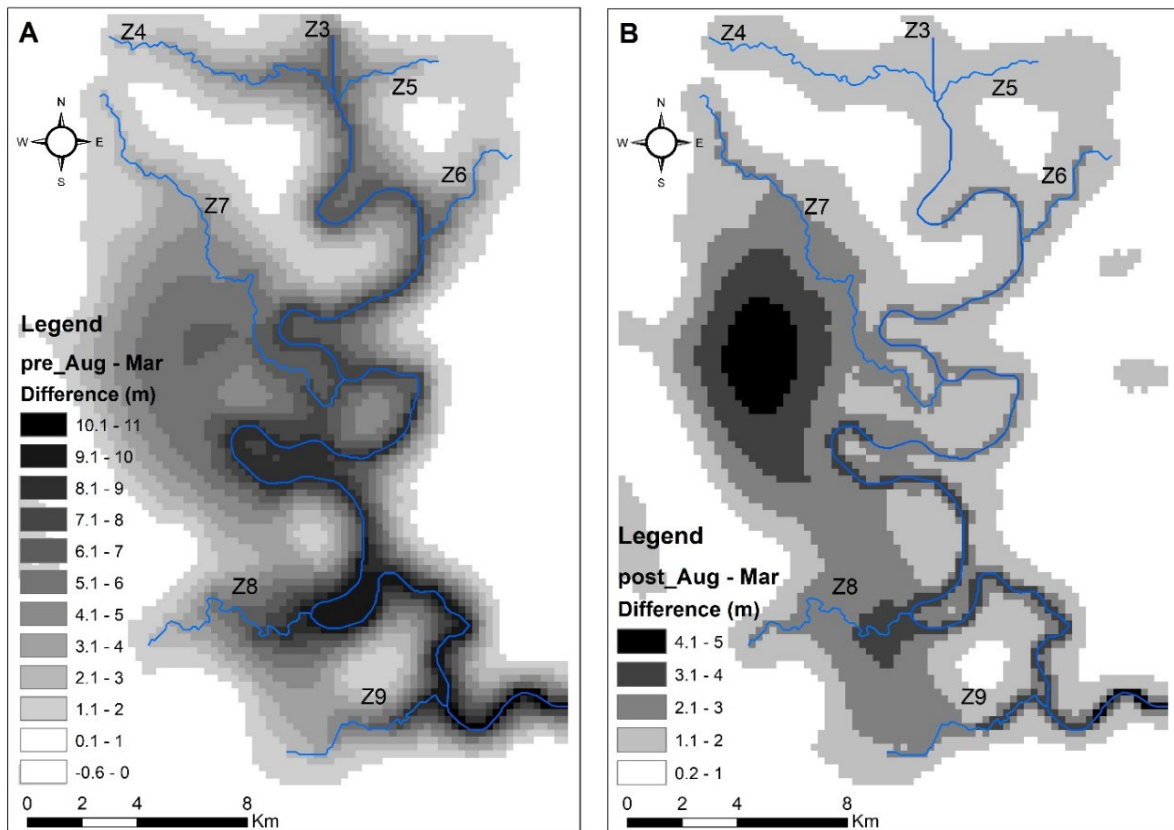 A
Z4
Z3
Z5
Z6
Z7
N
W E
S
Legend
pre_Aug - Mar
Difference (m)
10.1 - 11
9.1 - 10
8.1 - 9
7.1 - 8
6.1 - 7
5.1 - 6
4.1 - 5
3.1 - 4
2.1 - 3
1.1 - 2
0.1 - 1
-0.6 - 0
Z8
Z9
0 2 4 8
Km
B
Z4
Z3
Z5
Z6
Z7
N
W E
S
Legend
post_Aug - Mar
Difference (m)
4.1 - 5
3.1 - 4
2.1 - 3
1.1 - 2
0.2 - 1
Z8
Z9
0 2 4 8
Km